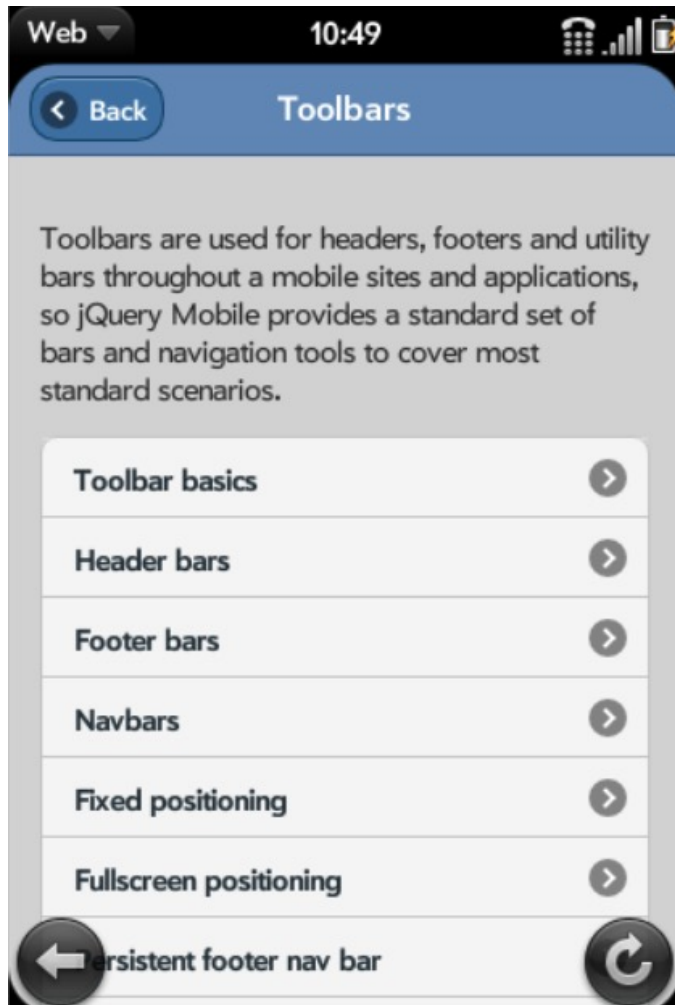 Web
10:49
Back
Toolbars
Toolbars are used for headers, footers and utility
bars throughout a mobile sites and applications,
so jQuery Mobile provides a standard set of
bars and navigation tools to cover most
standard scenarios.
Toolbar basics
Header bars
Footer bars
Navbars
Fixed positioning
Fullscreen positioning
Persistent footer nav bar